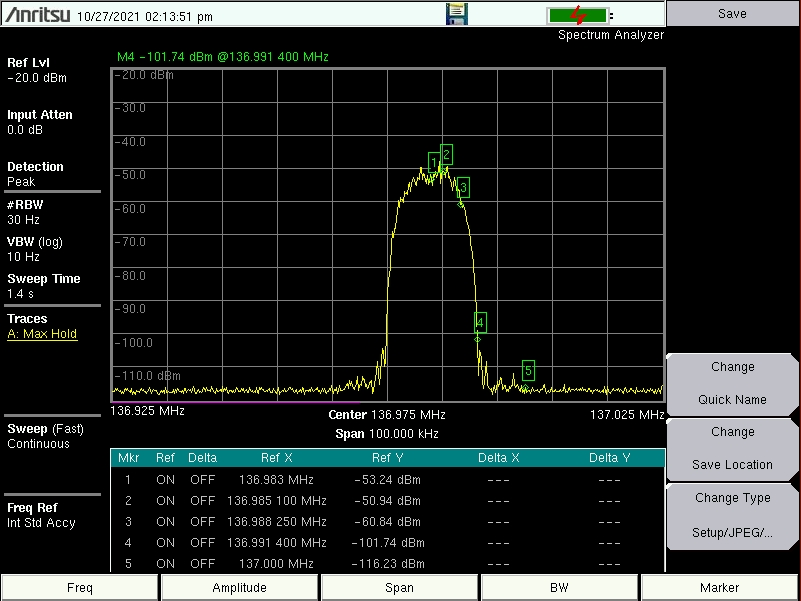 Anritsu 10/27/2021 02:13:51 pm
Save
Spectrum Analyzer
M4 -101.74 dBm @136.991 400 MHz
Ref Lvl
-20.0 dBm
Input Atten
0.0 dB
Detection
Peak
#RBW
30 Hz
VBW (log)
10 Hz
Sweep Time
1.4 s
Traces
A: Max Hold
Sweep (Fast)
Continuous
Freq Ref
Int Std Accy
-20.0 dBm
-30.0
-40.0
-50.0
-60.0
-70.0
-80.0
-90.0
-100.0
-110.0 dBm
1
2
3
4
5
136.925 MHz
Center 136.975 MHz
137.025 MHz
Span 100.000 kHz
Mkr Ref Delta Ref X Ref Y Delta X Delta Y
1 ON OFF 136.983 MHz -53.24 dBm --- ---
2 ON OFF 136.985 100 MHz -50.94 dBm --- ---
3 ON OFF 136.988 250 MHz -60.84 dBm --- ---
4 ON OFF 136.991 400 MHz -101.74 dBm --- ---
5 ON OFF 137.000 MHz -116.23 dBm --- ---
Change
Quick Name
Change
Save Location
Change Type
Setup/JPEG/...
Freq
Amplitude
Span
BW
Marker